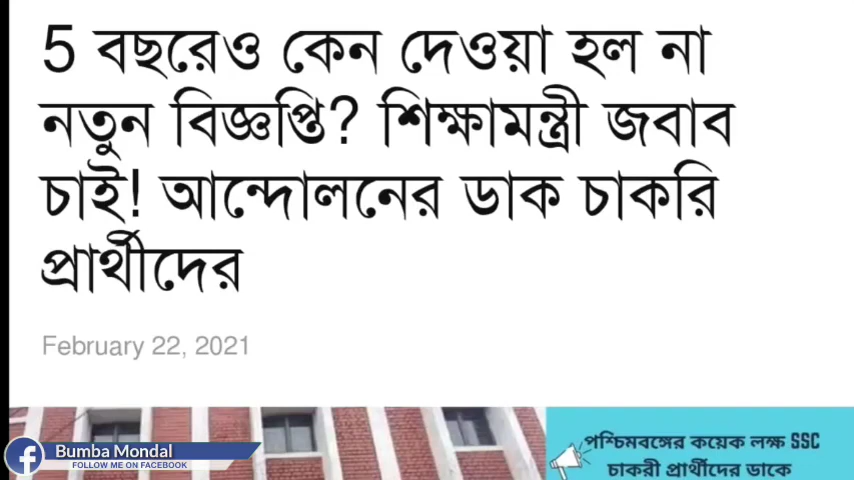 5 বছরেও কেন দেওয়া হল না
নতুন বিজ্ঞপ্তি? শিক্ষামন্ত্রী জবাব
চাই! আন্দোলনের ডাক চাকরি
প্রার্থীদের
February 22, 2021
পশ্চিমবঙ্গের কয়েক লক্ষ SSC
চাকরী প্রার্থীদের ডাকে
Bumba Mondal
FOLLOW ME ON FACEBOOK